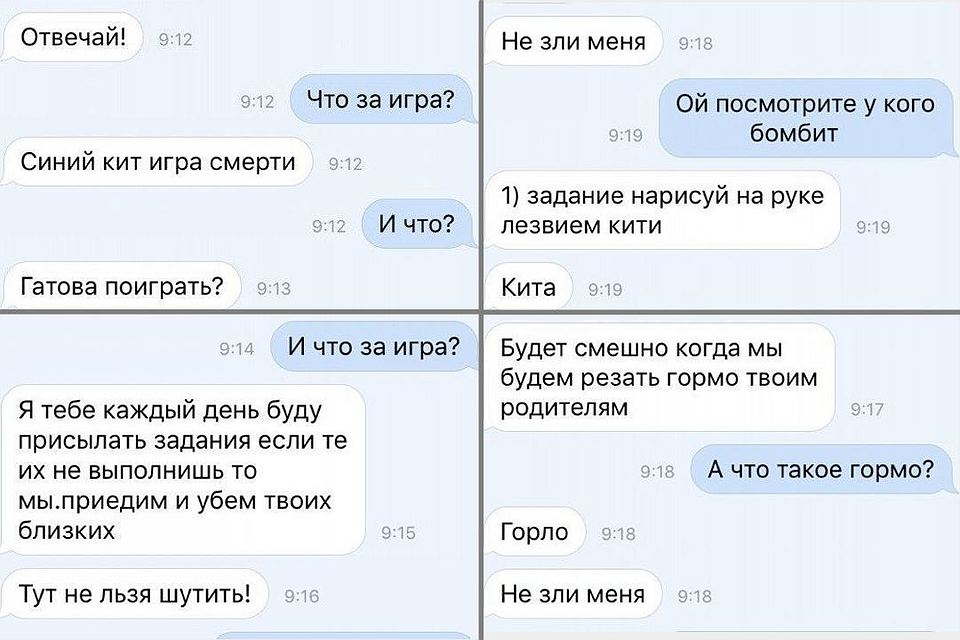 Отвечай!
9:12
Что за игра?
9:12
Синий кит игра смерти
9:12
И что?
9:12
Гатова поиграть?
9:13
И что за игра?
9:14
Я тебе каждый день буду
присылать задания если те
их не выполнишь то
мы.приедим и убем твоих
близких
9:15
Тут не льзя шутить!
9:16
Не зли меня
9:18
Ой посмотрите у кого
бомбит
9:19
1) задание нарисуй на руке
лезвием кити
9:19
Кита
9:19
Будет смешно когда мы
будем резать гормо твоим
родителям
9:17
А что такое гормо?
9:18
Горло
9:18
Не зли меня
9:18